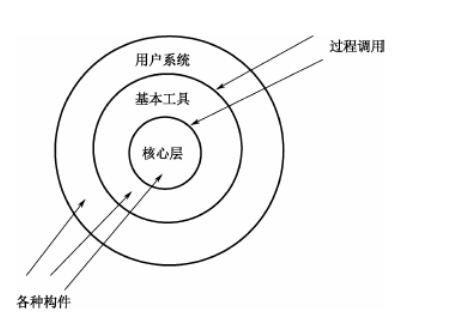 过程调用
用户系统
基本工具
核心层
各种构件